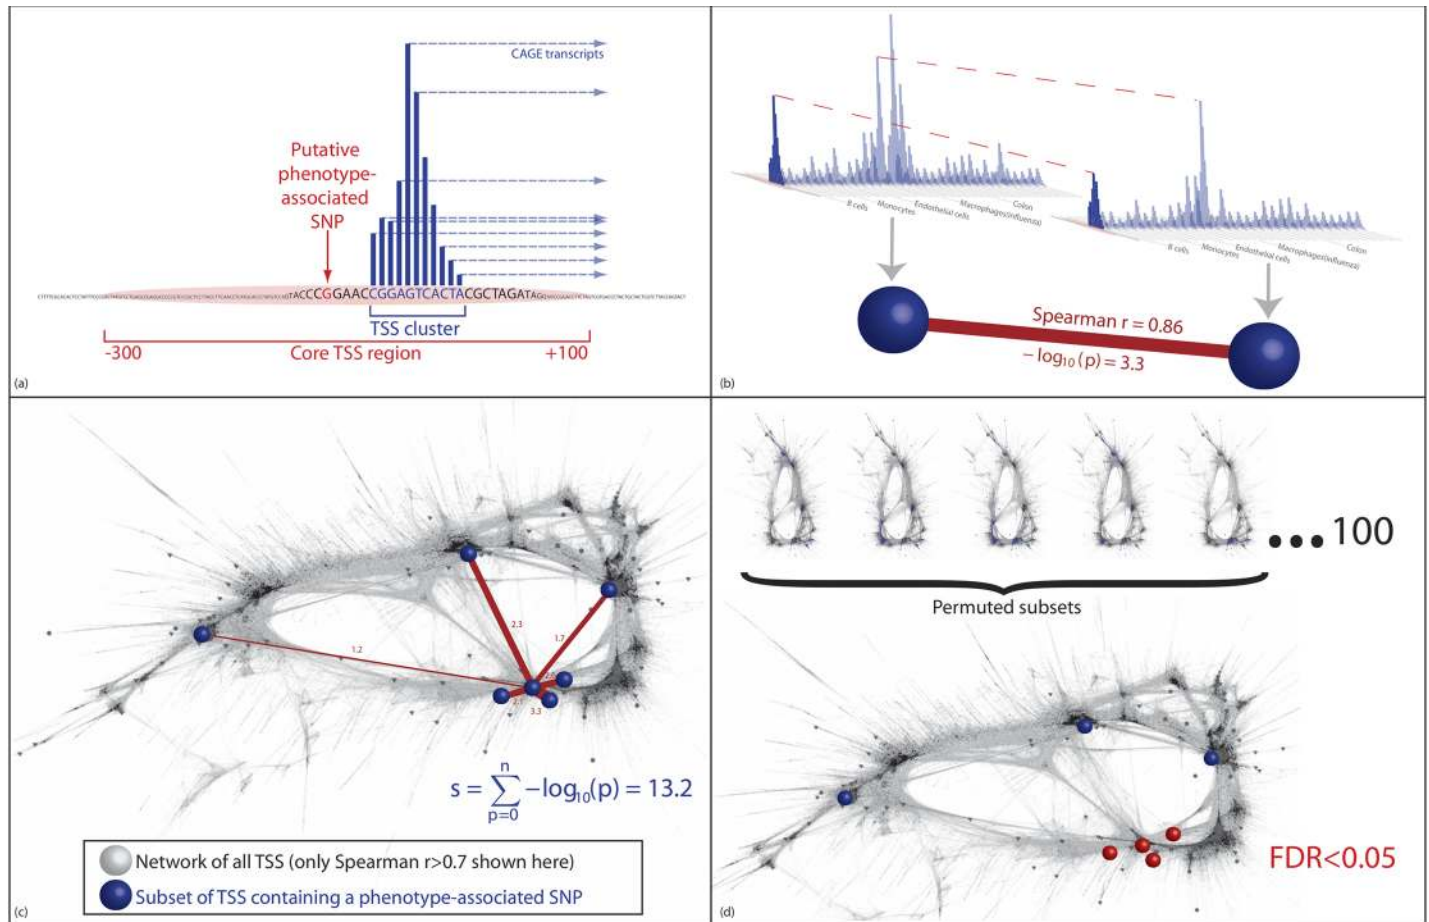 CAGE transcripts
Putative
phenotype-
associated
SNP
TACCCGGAACCGGAGTCACTACGCTAGATAG
TSS cluster
-300
Core TSS region
+100
(a)
B cells
Monocytes
Endothelial cells
Macrophages(influenza)
Colon
B cells
Monocytes
Endothelial cells
Macrophages(influenza)
Colon
Spearman r = 0.86
− log₁₀ (p) = 3.3
(b)
2.3
1.7
1.2
2.1
3.3
s = ∑ −log₁₀(p) = 13.2
n
p=0
Network of all TSS (only Spearman r>0.7 shown here)
Subset of TSS containing a phenotype-associated SNP
(c)
...100
Permuted subsets
FDR<0.05
(d)